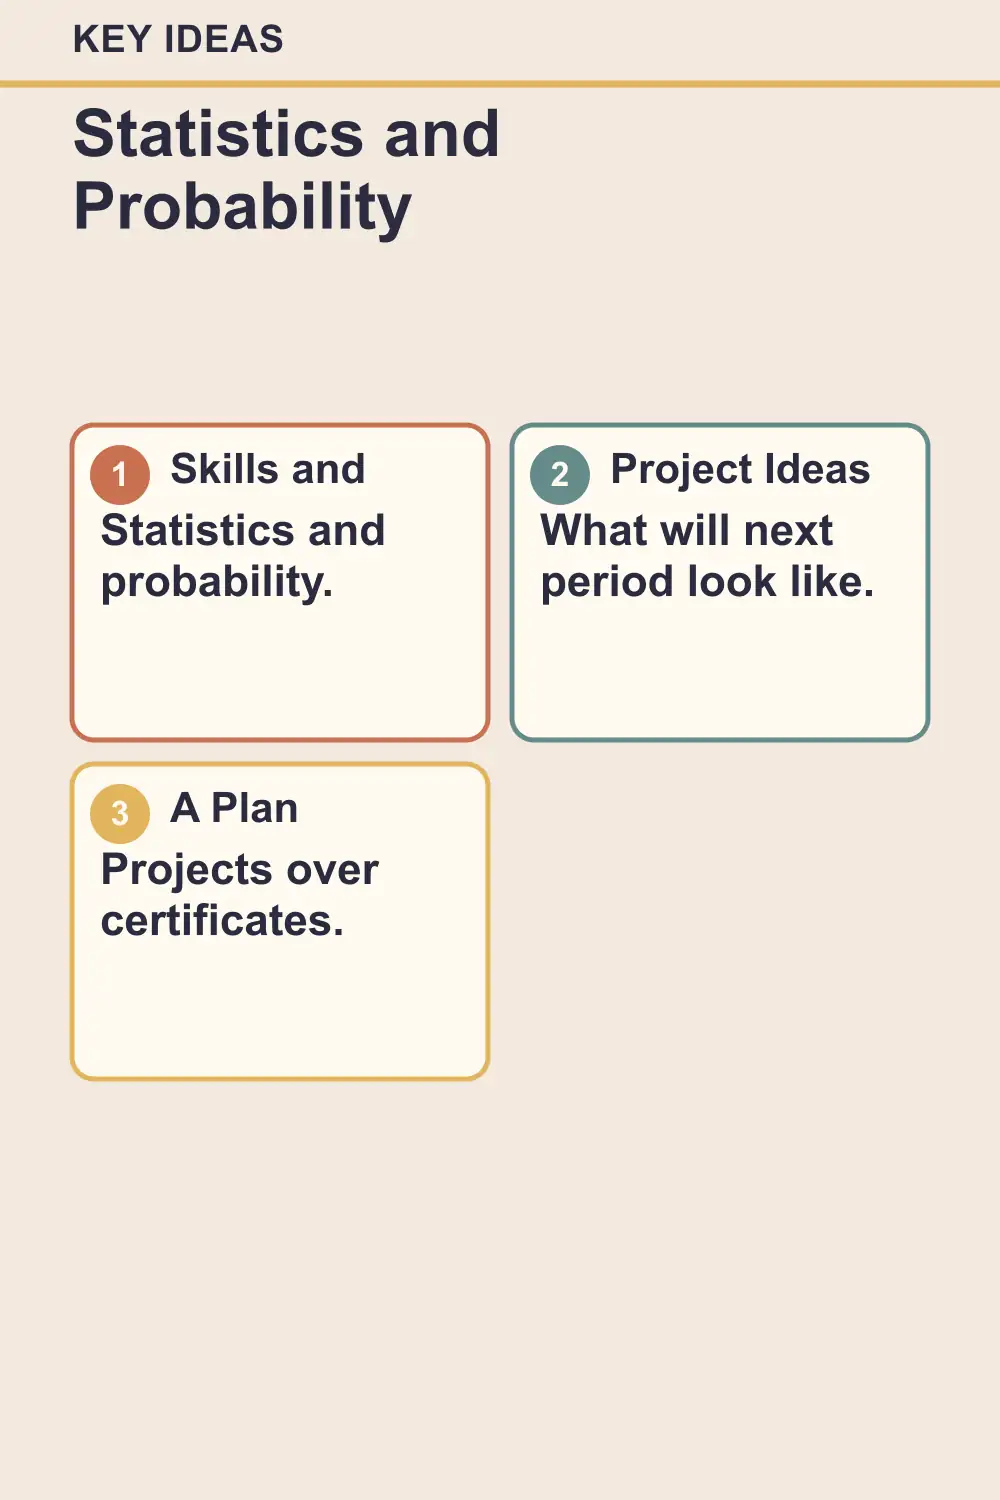 KEY IDEAS
Statistics and
Probability
1 Skills and
Statistics and
probability.
2 Project Ideas
What will next
period look like.
3 A Plan
Projects over
certificates.